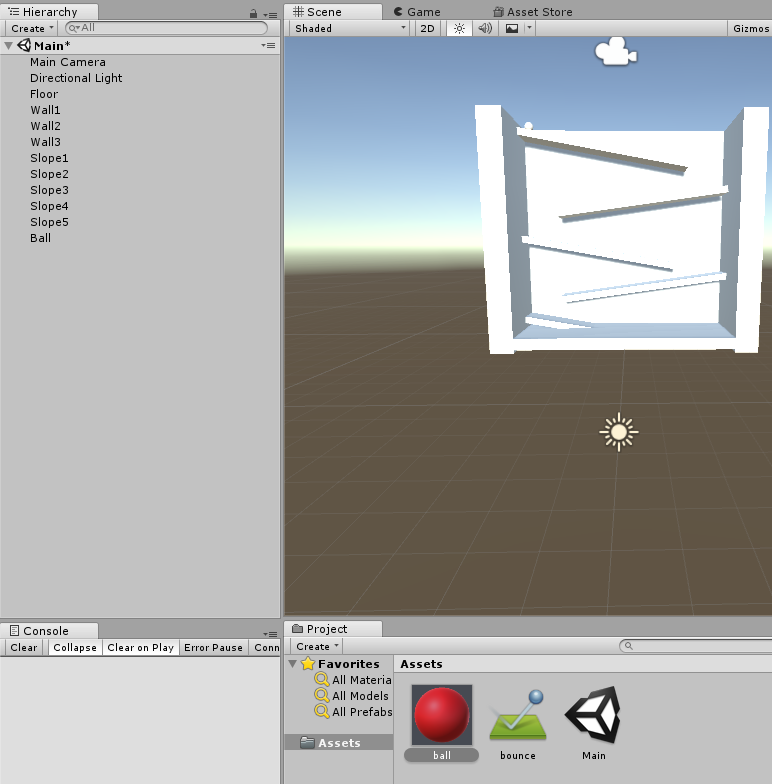 Hierarchy
Create All
Main*
Main Camera
Directional Light
Floor
Wall1
Wall2
Wall3
Slope1
Slope2
Slope3
Slope4
Slope5
Ball
Scene Game Asset Store
Shaded 2D Gizmos
Console
Clear Collapse Clear on Play Error Pause Conn
Project
Create
Favorites
All Materia
All Models
All Prefabs
Assets
Assets
ball bounce Main